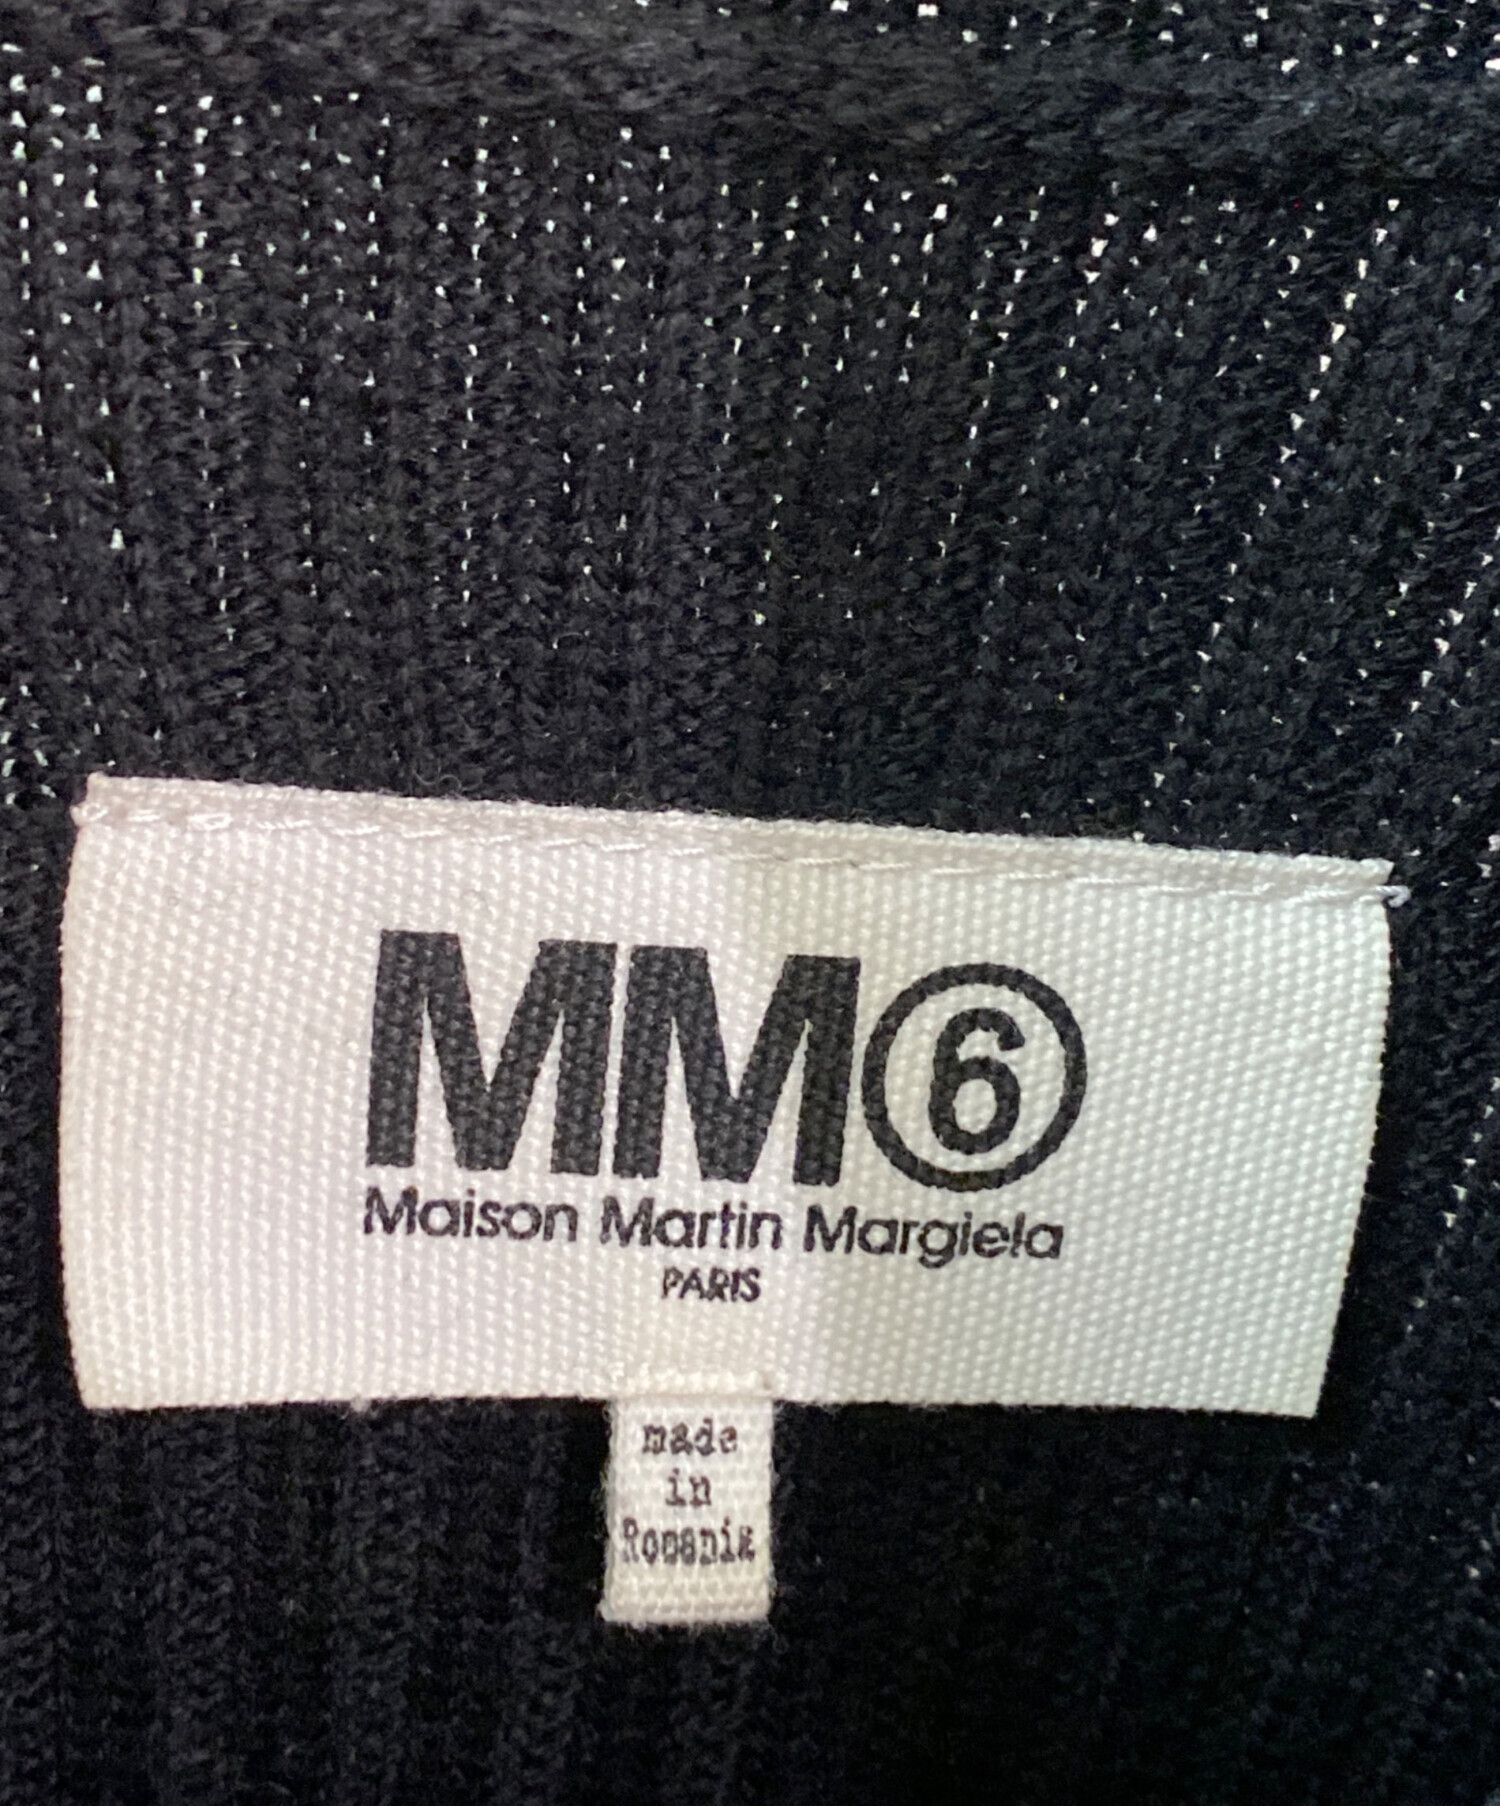 MM⑥
Maison Martin Margiela
PARIS
made
in
Romania